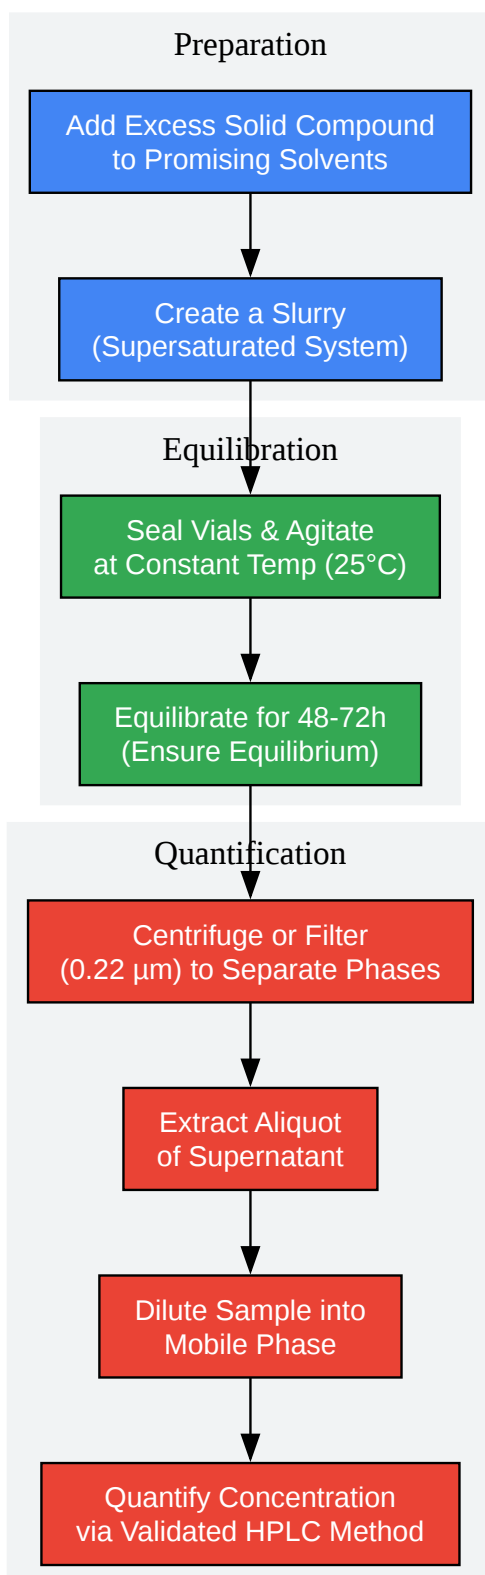 Preparation
Add Excess Solid Compound
to Promising Solvents
Create a Slurry
(Supersaturated System)
Equilibration
Seal Vials & Agitate
at Constant Temp (25°C)
Equilibrate for 48-72h
(Ensure Equilibrium)
Quantification
Centrifuge or Filter
(0.22 µm) to Separate Phases
Extract Aliquot
of Supernatant
Dilute Sample into
Mobile Phase
Quantify Concentration
via Validated HPLC Method